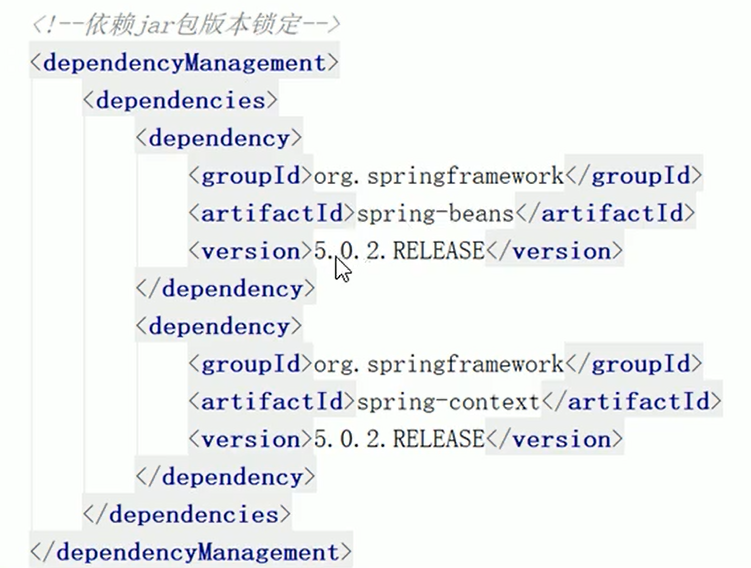 <!--依赖jar包版本锁定-->
<dependencyManagement>
<dependencies>
<dependency>
<groupId>org.springframework</groupId>
<artifactId>spring-beans</artifactId>
<version>5.0.2.RELEASE</version>
</dependency>
<dependency>
<groupId>org.springframework</groupId>
<artifactId>spring-context</artifactId>
<version>5.0.2.RELEASE</version>
</dependency>
</dependencies>
</dependencyManagement>